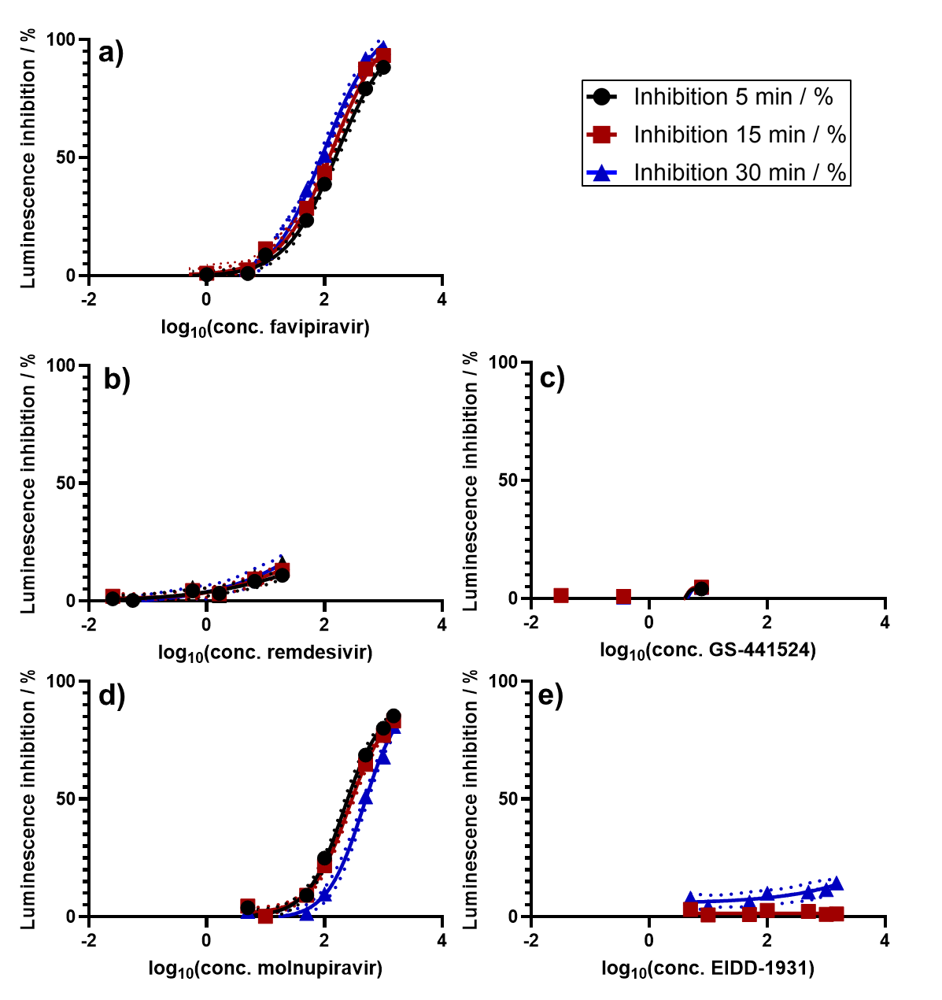 a)
Luminescence inhibition / %
100
50
0
-2 0 2 4
log10(conc. favipiravir)
Inhibition 5 min / %
Inhibition 15 min / %
Inhibition 30 min / %
b)
Luminescence inhibition / %
100
50
0
-2 0 2 4
log10(conc. remdesivir)
c)
Luminescence inhibition / %
100
50
0
-2 0 2 4
log10(conc. GS-441524)
d)
Luminescence inhibition / %
100
50
0
-2 0 2 4
log10(conc. molnupiravir)
e)
Luminescence inhibition / %
100
50
0
-2 0 2 4
log10(conc. EIDD-1931)